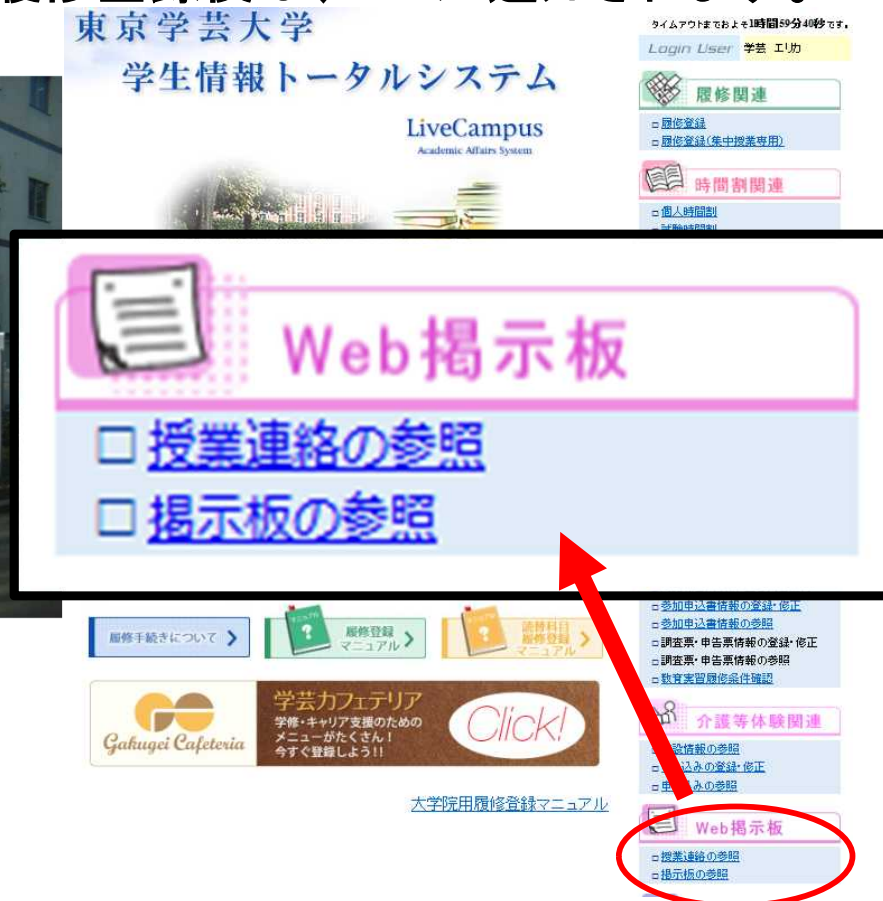 東京学芸大学
学生情報トータルシステム
LiveCampus
Academic Affairs System
タイムアウトまでおよそ1時間59分40秒です。
Login User 学芸 エリカ
履修関連
履修登録
履修登録(集中授業専用)
時間割関連
個人時間割
Web掲示板
授業連絡の参照
掲示板の参照
参加申込書情報の登録・修正
参加申込書情報の参照
調査票・申告票情報の登録・修正
調査票・申告票情報の参照
教育実習履修条件確認
履修手続きについて
マニュアル
履修登録
マニュアル
読替科目
履修登録
マニュアル
Gakugei Cafeteria
学芸カフェテリア
学修・キャリア支援のための
メニューがたくさん!
今すぐ登録しよう!!
Click!
介護等体験関連
情報の参照
込みの登録・修正
みの参照
大学院用履修登録マニュアル
Web掲示板
授業連絡の参照
掲示板の参照